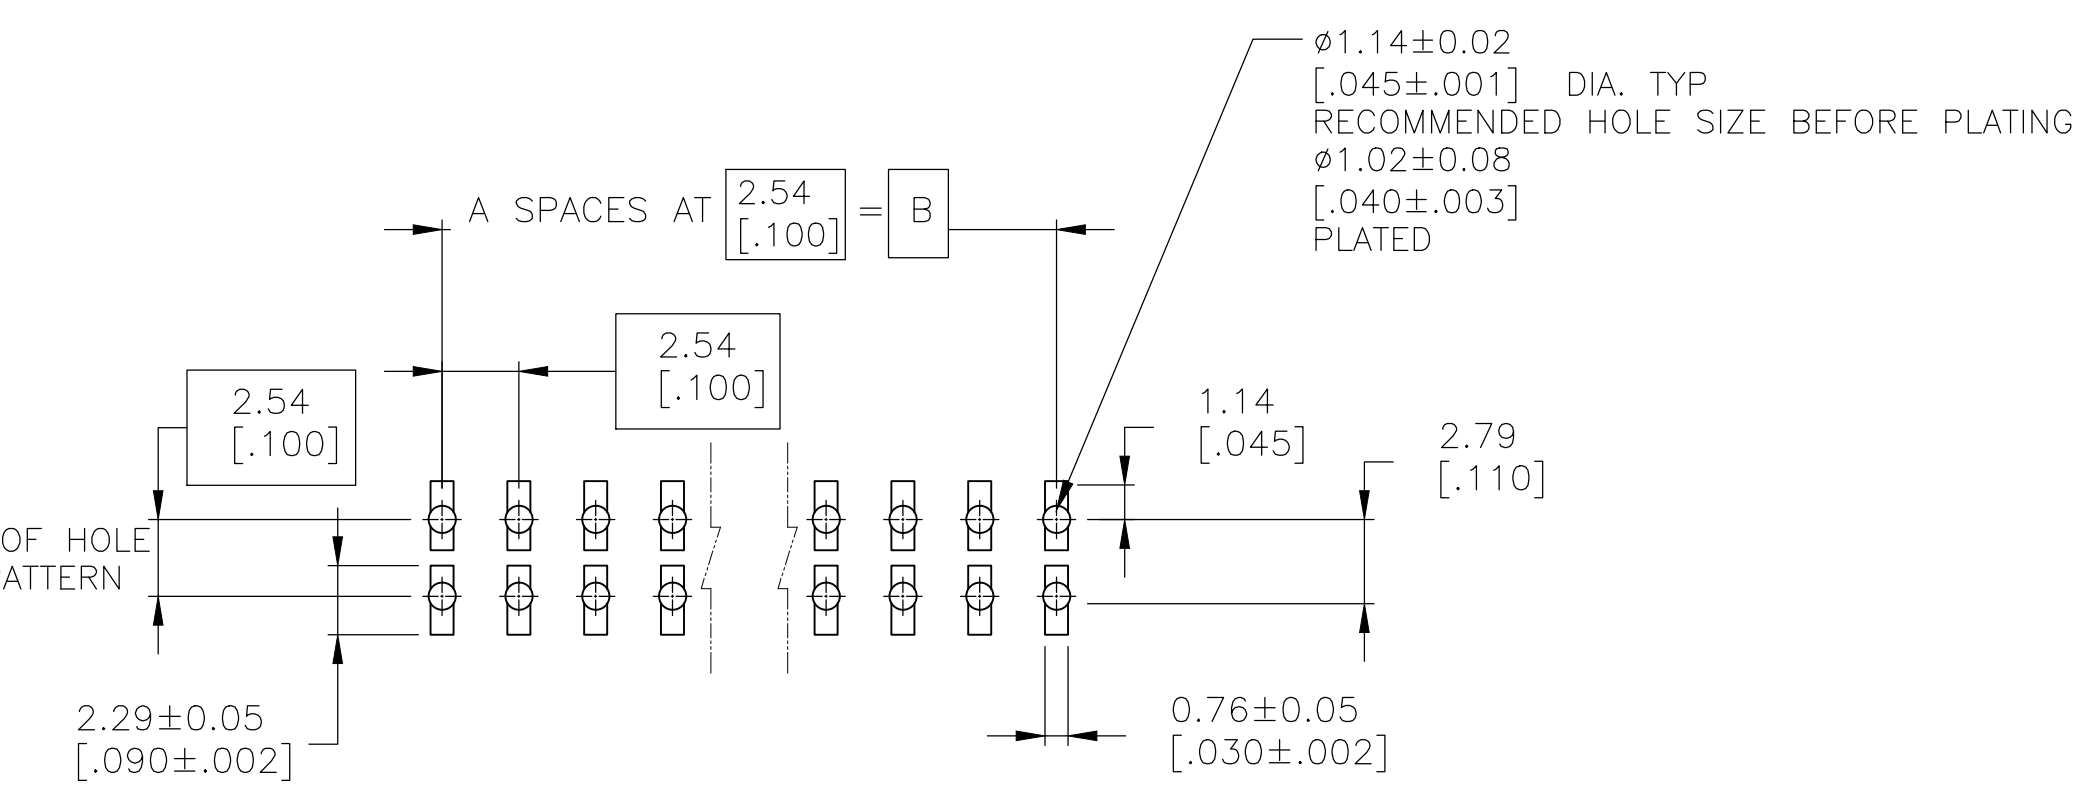 ø1.14±0.02
[.045±.001] DIA. TYP
RECOMMENDED HOLE SIZE BEFORE PLATING
ø1.02±0.08
[.040±.003]
PLATED
A SPACES AT 2.54 [.100] = B
2.54
[.100]
2.54
[.100]
1.14
[.045]
2.79
[.110]
OF HOLE
ATTERN
2.29±0.05
[.090±.002]
0.76±0.05
[.030±.002]